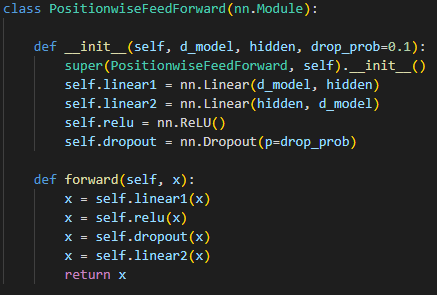 class PositionwiseFeedForward(nn.Module):
    def __init__(self, d_model, hidden, drop_prob=0.1):
        super(PositionwiseFeedForward, self).__init__()
        self.linear1 = nn.Linear(d_model, hidden)
        self.linear2 = nn.Linear(hidden, d_model)
        self.relu = nn.ReLU()
        self.dropout = nn.Dropout(p=drop_prob)
    def forward(self, x):
        x = self.linear1(x)
        x = self.relu(x)
        x = self.dropout(x)
        x = self.linear2(x)
        return x